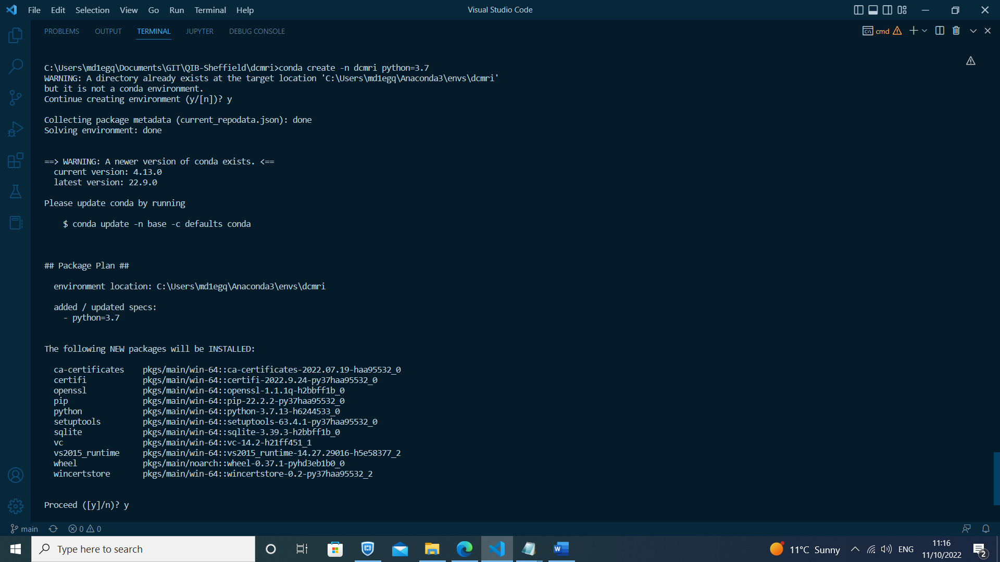 File Edit Selection View Go Run Terminal Help
Visual Studio Code
PROBLEMS OUTPUT TERMINAL JUPYTER DEBUG CONSOLE
cmd
C:\Users\md1egq\Documents\GIT\QIB-Sheffield\dcmri>conda create -n dcmri python=3.7
WARNING: A directory already exists at the target location 'C:\Users\md1egq\Anaconda3\envs\dcmri'
but it is not a conda environment.
Continue creating environment (y/[n])? y
Collecting package metadata (current_repodata.json): done
Solving environment: done
==> WARNING: A newer version of conda exists. <==
current version: 4.13.0
latest version: 22.9.0
Please update conda by running
$ conda update -n base -c defaults conda
## Package Plan ##
environment location: C:\Users\md1egq\Anaconda3\envs\dcmri
added / updated specs:
- python=3.7
The following NEW packages will be INSTALLED:
ca-certificates pkgs/main/win-64::ca-certificates-2022.07.19-haa95532_0
certifi pkgs/main/win-64::certifi-2022.9.24-py37haa95532_0
openssl pkgs/main/win-64::openssl-1.1.1q-h2bbff1b_0
pip pkgs/main/win-64::pip-22.2.2-py37haa95532_0
python pkgs/main/win-64::python-3.7.13-h6244533_0
setuptools pkgs/main/win-64::setuptools-63.4.1-py37haa95532_0
sqlite pkgs/main/win-64::sqlite-3.39.3-h2bbff1b_0
vc pkgs/main/win-64::vc-14.2-h21ff451_1
vs2015_runtime pkgs/main/win-64::vs2015_runtime-14.27.29016-h5e58377_2
wheel pkgs/main/noarch::wheel-0.37.1-pyhd3eb1b0_0
wincertstore pkgs/main/win-64::wincertstore-0.2-py37haa95532_2
Proceed ([y]/n)? y
main 0 0
Type here to search
11°C Sunny
ENG
11:16
11/10/2022
2